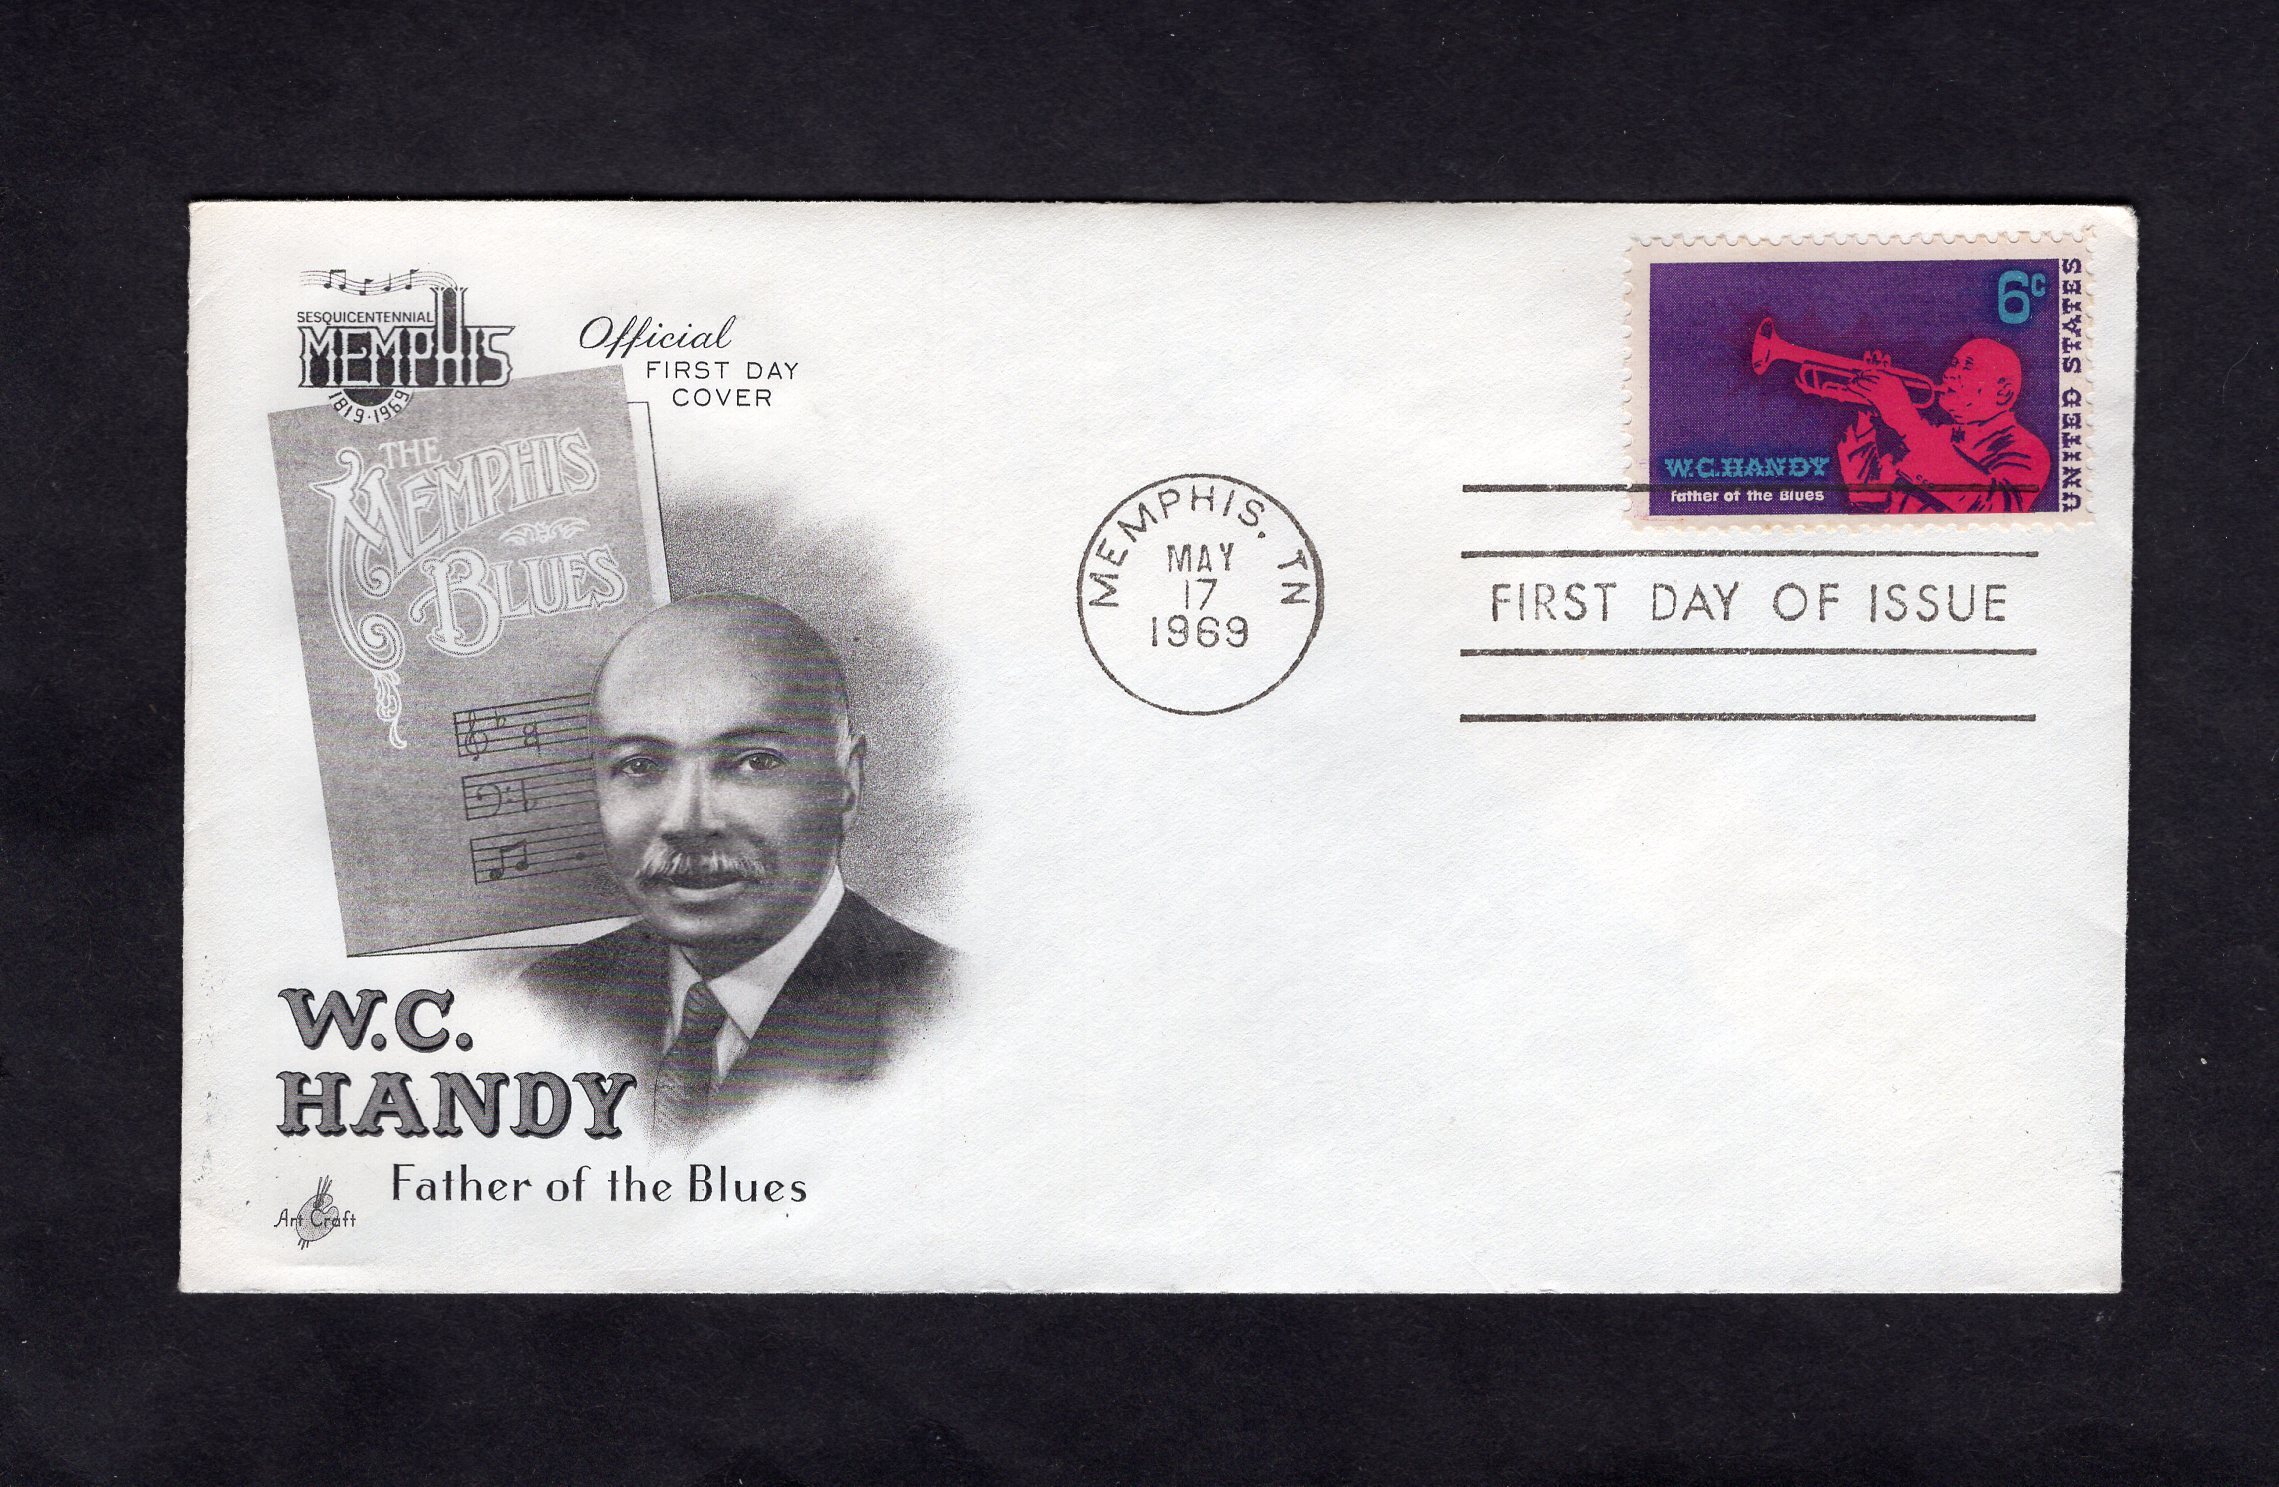 SESQUICENTENNIAL
MEMPHIS
1819·1969
Official
FIRST DAY
COVER
THE
MEMPHIS
BLUES
W.C.
HANDY
Father of the Blues
Art Craft
MEMPHIS, TN
MAY
17
1969
6c
UNITED STATES
W.C.HANDY
Father of the Blues
FIRST DAY OF ISSUE